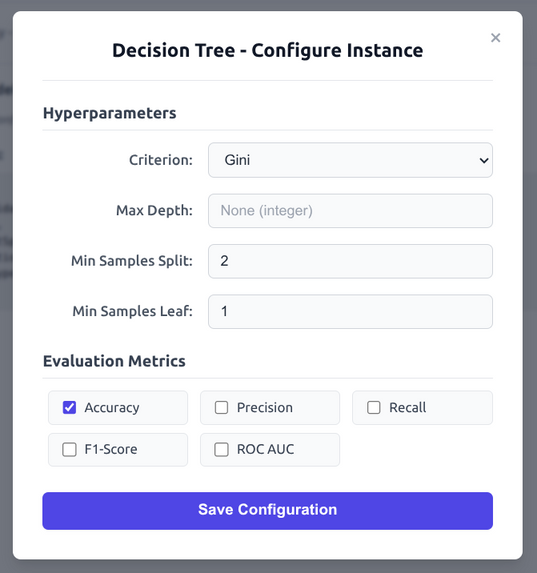 Decision Tree - Configure Instance
×
Hyperparameters
Criterion: Gini
Max Depth: None (integer)
Min Samples Split: 2
Min Samples Leaf: 1
Evaluation Metrics
Accuracy Precision Recall
F1-Score ROC AUC
Save Configuration